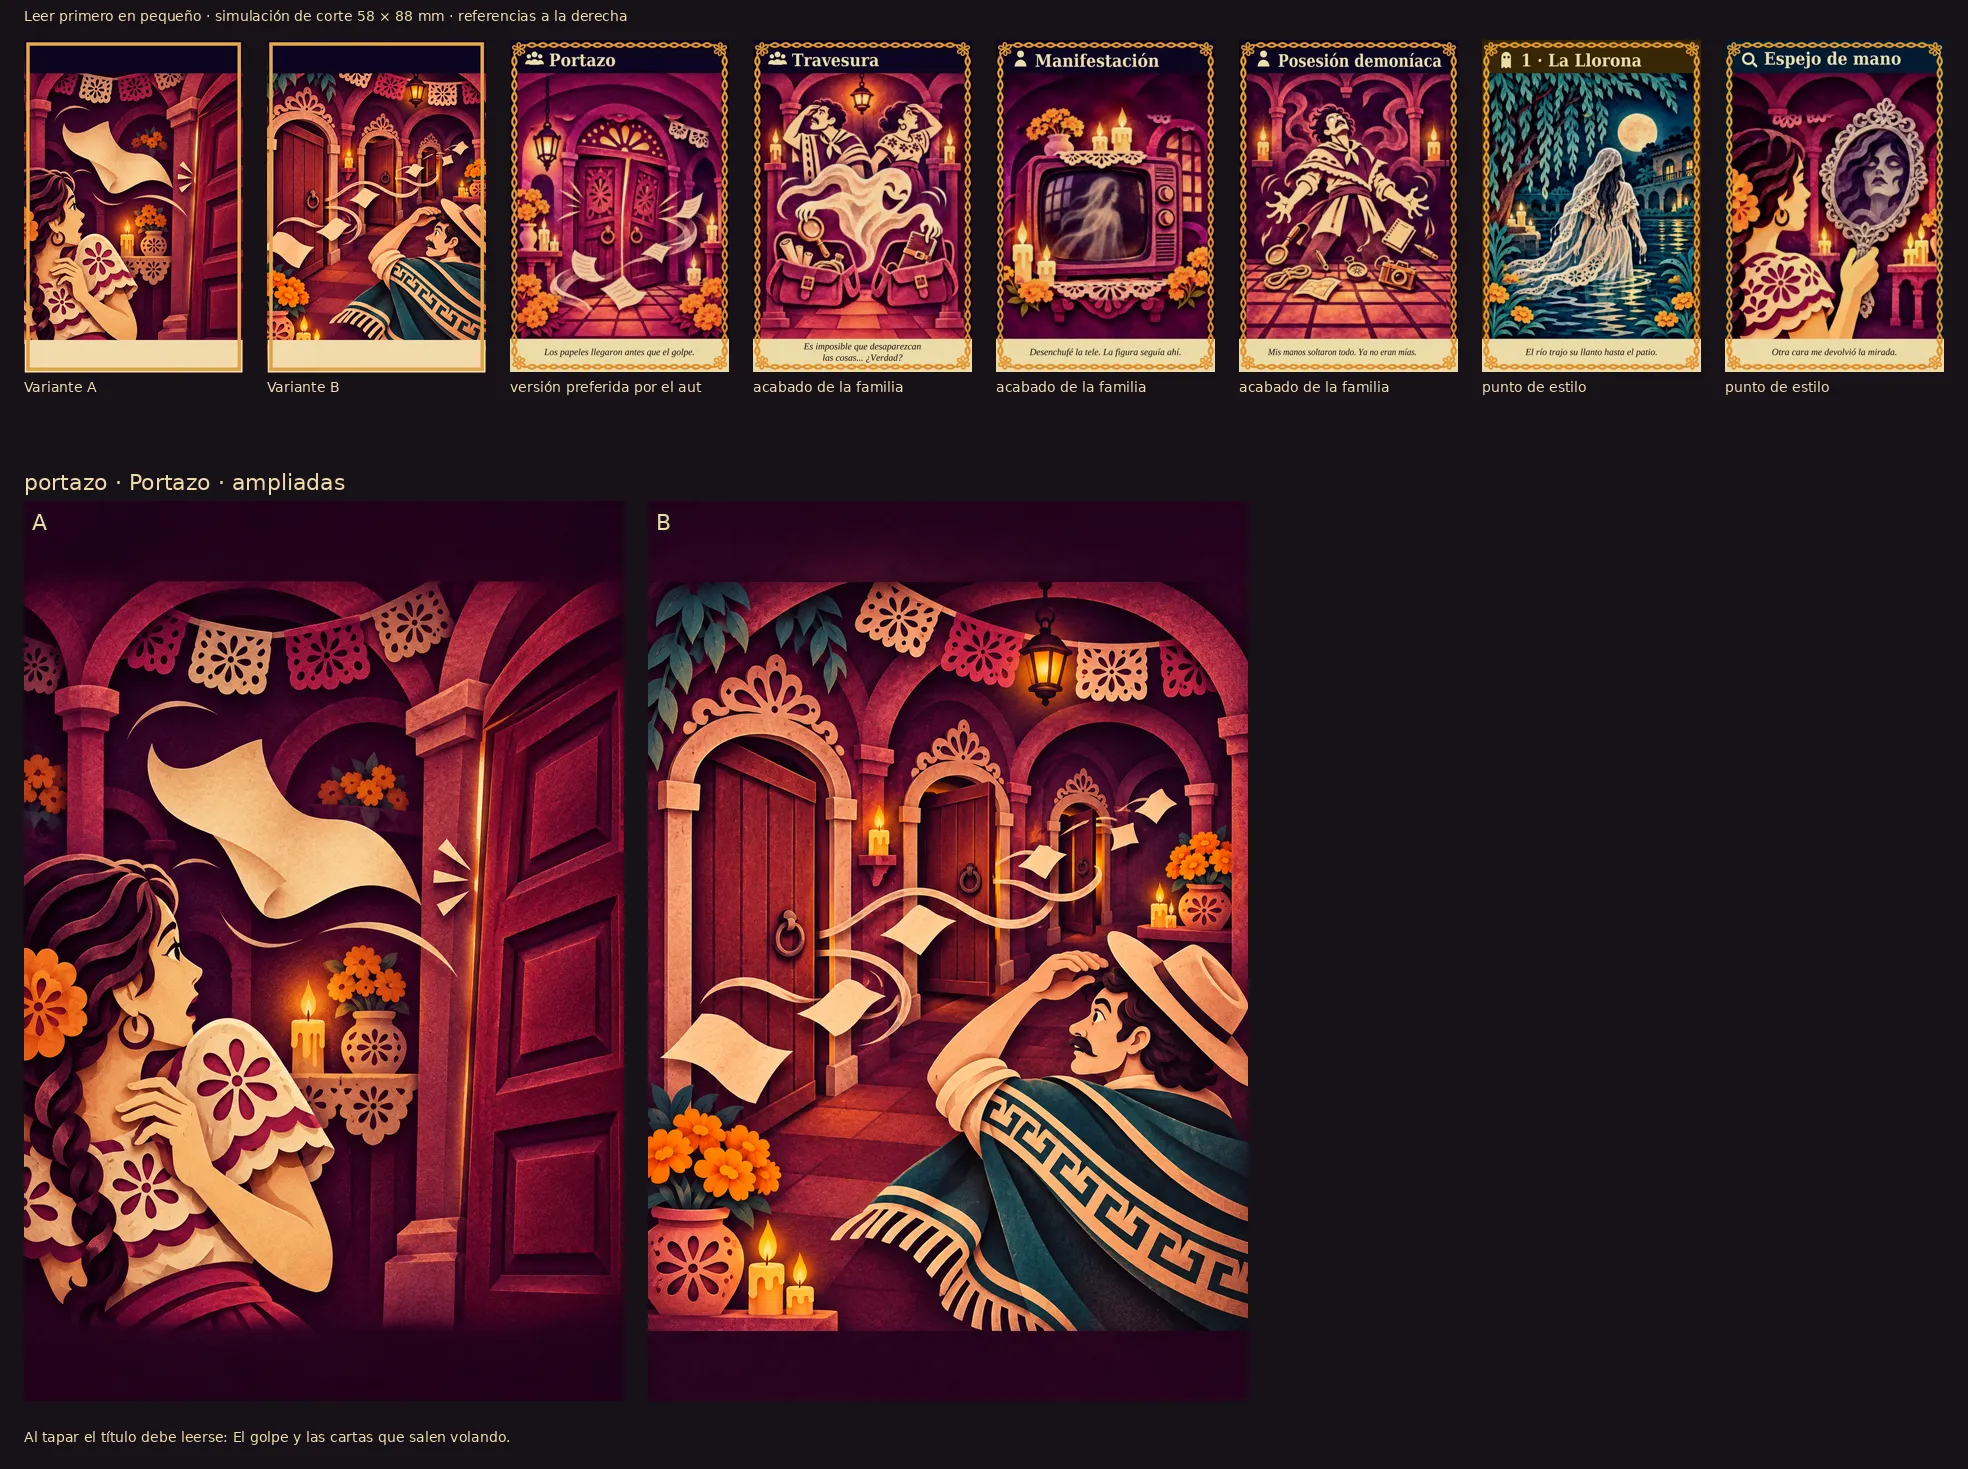 Leer primero en pequeño · simulación de corte 58 × 88 mm · referencias a la derecha
Portazo
Travesura
Manifestación
Posesión demoníaca
1 · La Llorona
Espejo de mano
Los papeles llegaron antes que el golpe.
Es imposible que desaparezcan
las cosas... ¿Verdad?
Desenchufé la tele. La figura seguía ahí.
Mis manos soltaron todo. Ya no eran mías.
El río trajo su llanto hasta el patio.
Otra cara me devolvió la mirada.
Variante A
Variante B
versión preferida por el aut
acabado de la familia
acabado de la familia
acabado de la familia
punto de estilo
punto de estilo
portazo · Portazo · ampliadas
A
B
Al tapar el título debe leerse: El golpe y las cartas que salen volando.